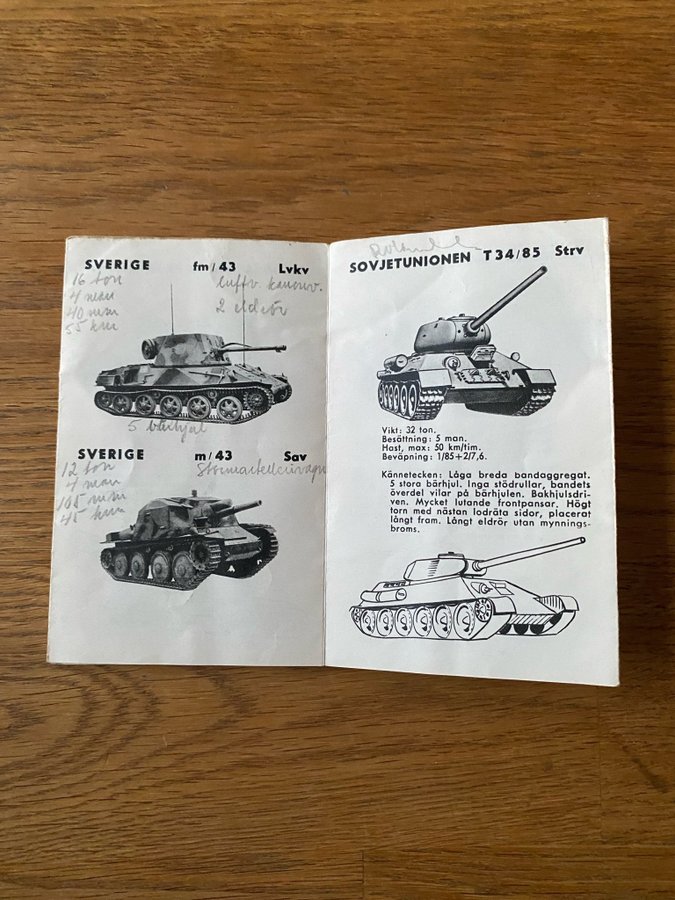 SVERIGE fm/43 Lvkv
16 ton
4 man
40 mm
55 km
luftv. kanonv.
2 eldrör
5 bärhjul
SVERIGE m/43 Sav
12 ton
4 man
105 mm
45 km
Stormartillerivagn
SOVJETUNIONEN T34/85 Strv
Vikt: 32 ton.
Besättning: 5 man.
Hast, max: 50 km/tim.
Beväpning: 1/85+2/7,6.
Kännetecken: Låga breda bandaggregat.
5 stora bärhjul. Inga stödrullar, bandets
överdel vilar på bärhjulen. Bakhjulsdri-
ven. Mycket lutande frontpansar. Högt
torn med nästan lodräta sidor, placerat
långt fram. Långt eldrör utan mynnings-
broms.